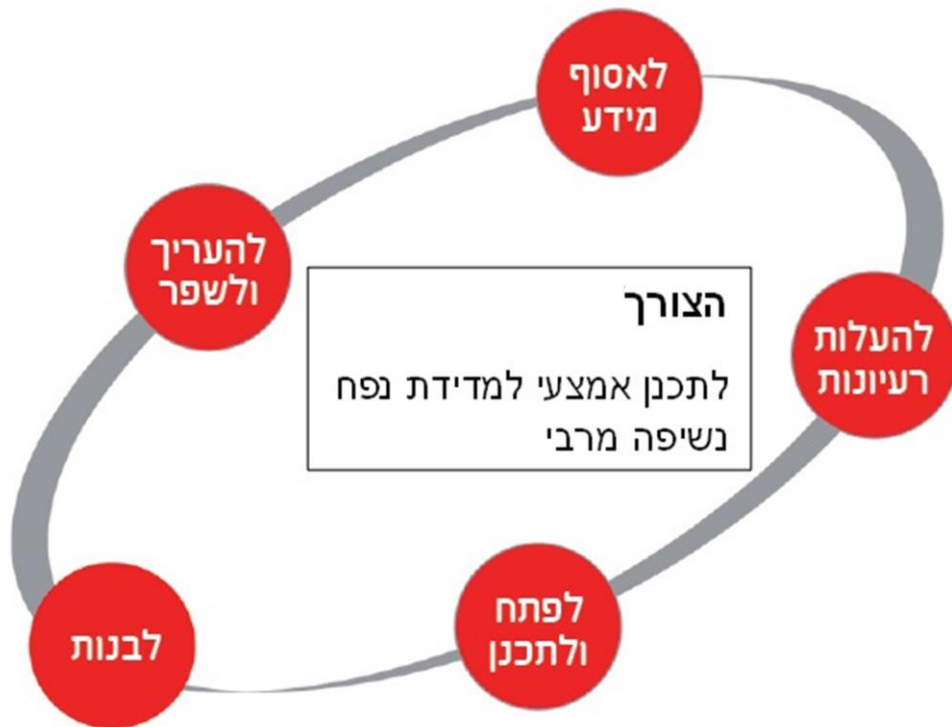 לאסוף
מידע
להעלות
רעיונות
לפתח
ולתכנן
לבנות
להעריך
ולשפר
הצורך
לתכנן אמצעי למדידת נפח
נשיפה מרבי